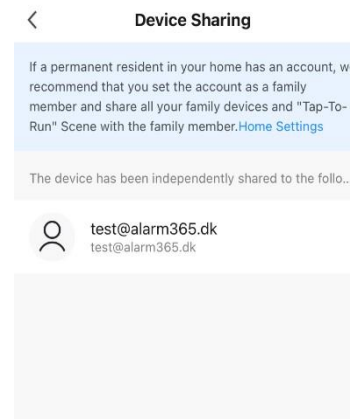 Device Sharing
If a permanent resident in your home has an account, w
recommend that you set the account as a family
member and share all your family devices and "Tap-To-
Run" Scene with the family member.Home Settings
The device has been independently shared to the follo..
test@alarm365.dk
test@alarm365.dk